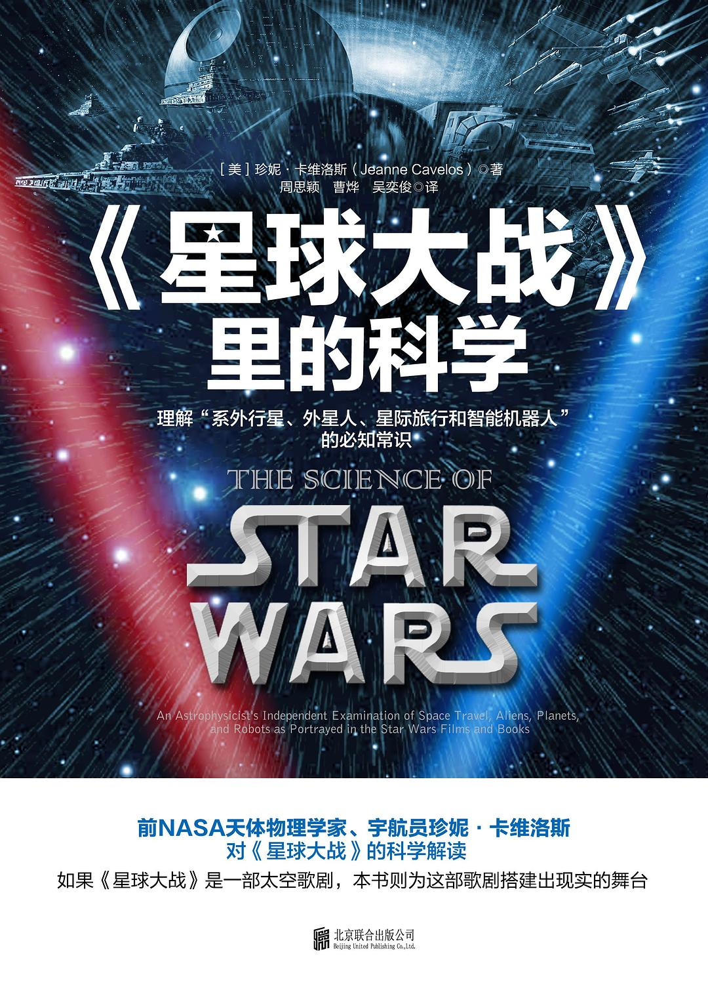 [美]珍妮·卡维洛斯（Jeanne Cavelos）◎著
周思颖 曹烨 吴奕俊◎译
《星球大战》
里的科学
理解“系外行星、外星人、星际旅行和智能机器人”
的必知常识
THE SCIENCE OF
STAR
WARS
An Astrophysicist's Independent Examination of Space Travel, Aliens, Planets,
and Robots as Portrayed in the Star Wars Films and Books
前NASA天体物理学家、宇航员珍妮·卡维洛斯
对《星球大战》的科学解读
如果《星球大战》是一部太空歌剧，本书则为这部歌剧搭建出现实的舞台
北京联合出版公司
Beijing United Publishing Co.,Ltd.